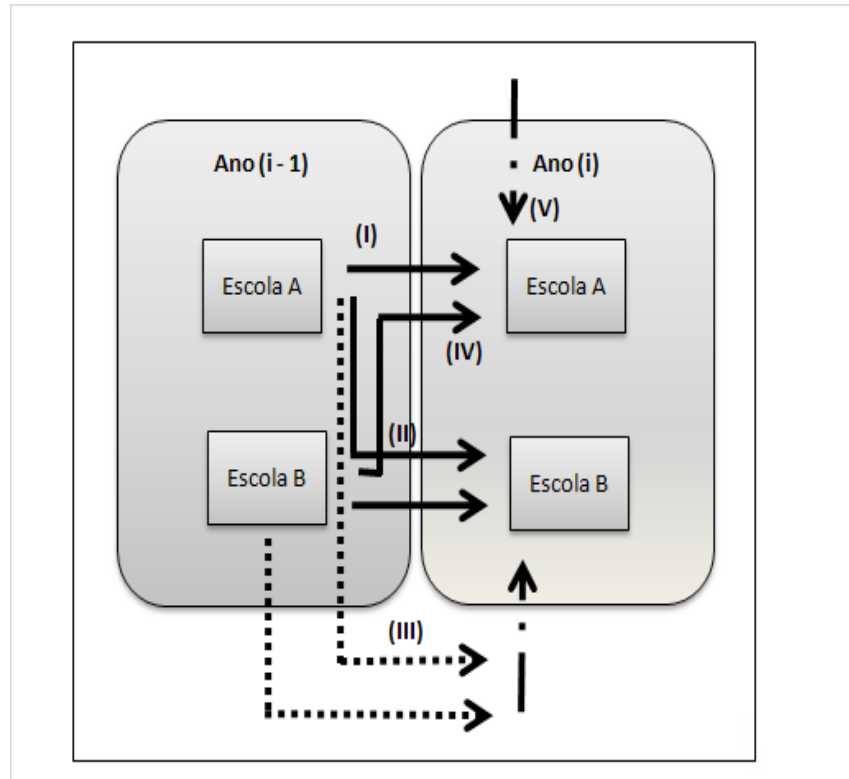 Ano (i - 1)
Ano (i)
(V)
(I)
Escola A
Escola A
(IV)
(II)
Escola B
Escola B
(III)